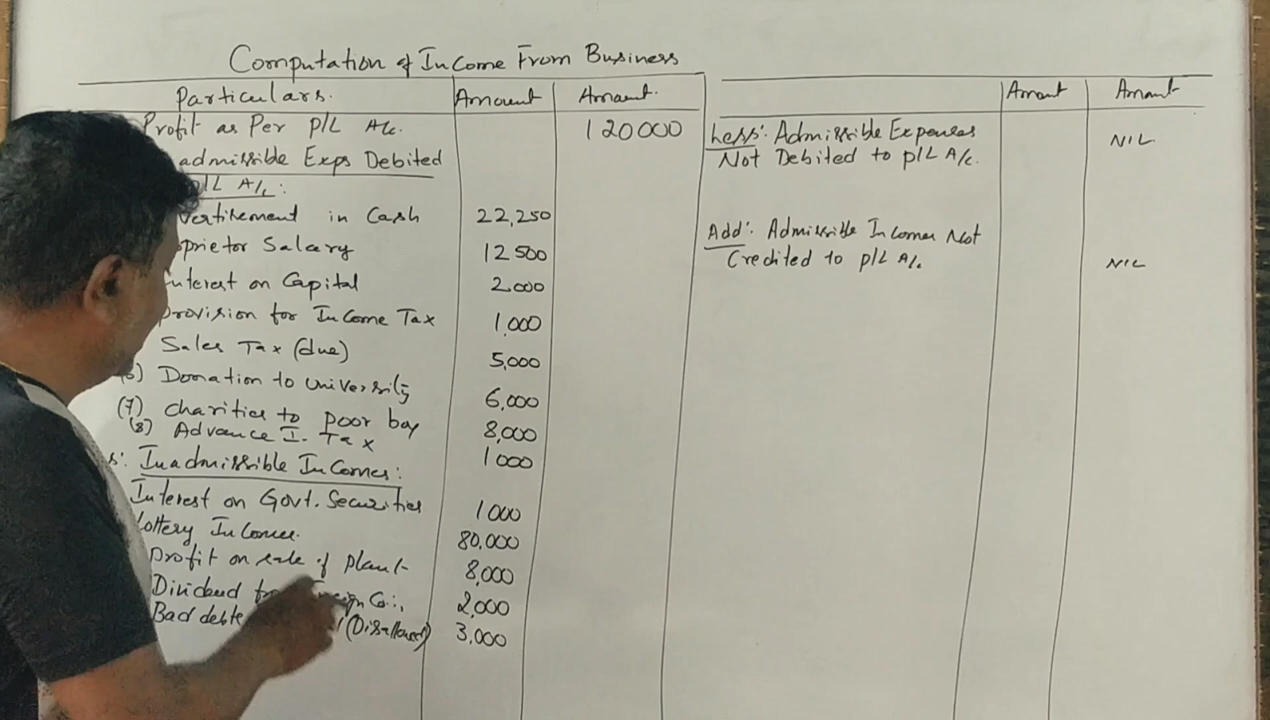 Computation of Income From Business
Particulars. Amount Amount.
Profit as Per P/L A/c. 120000
admissible Exps Debited
P/L A/c:
vertisement in Cash 22,250
oprietor Salary 12500
Interest on Capital 2,000
provision for Income Tax 1,000
Sales Tax (due) 5,000
(6) Donation to University 6,000
(7) Charities to poor boy 8,000
(8) Advance I. Tax 1000
s: Inadmissible Incomes:
Interest on Govt. Securities 1000
Lottery Income. 80,000
Profit on sale of Plant 8,000
Dividend Co:, 2,000
Bad debts (Disallowed) 3,000
Amount Amount
Less: Admissible Expenses NIL
Not Debited to P/L A/c.
Add: Admissible Incomes Not
Credited to P/L A/c NIL